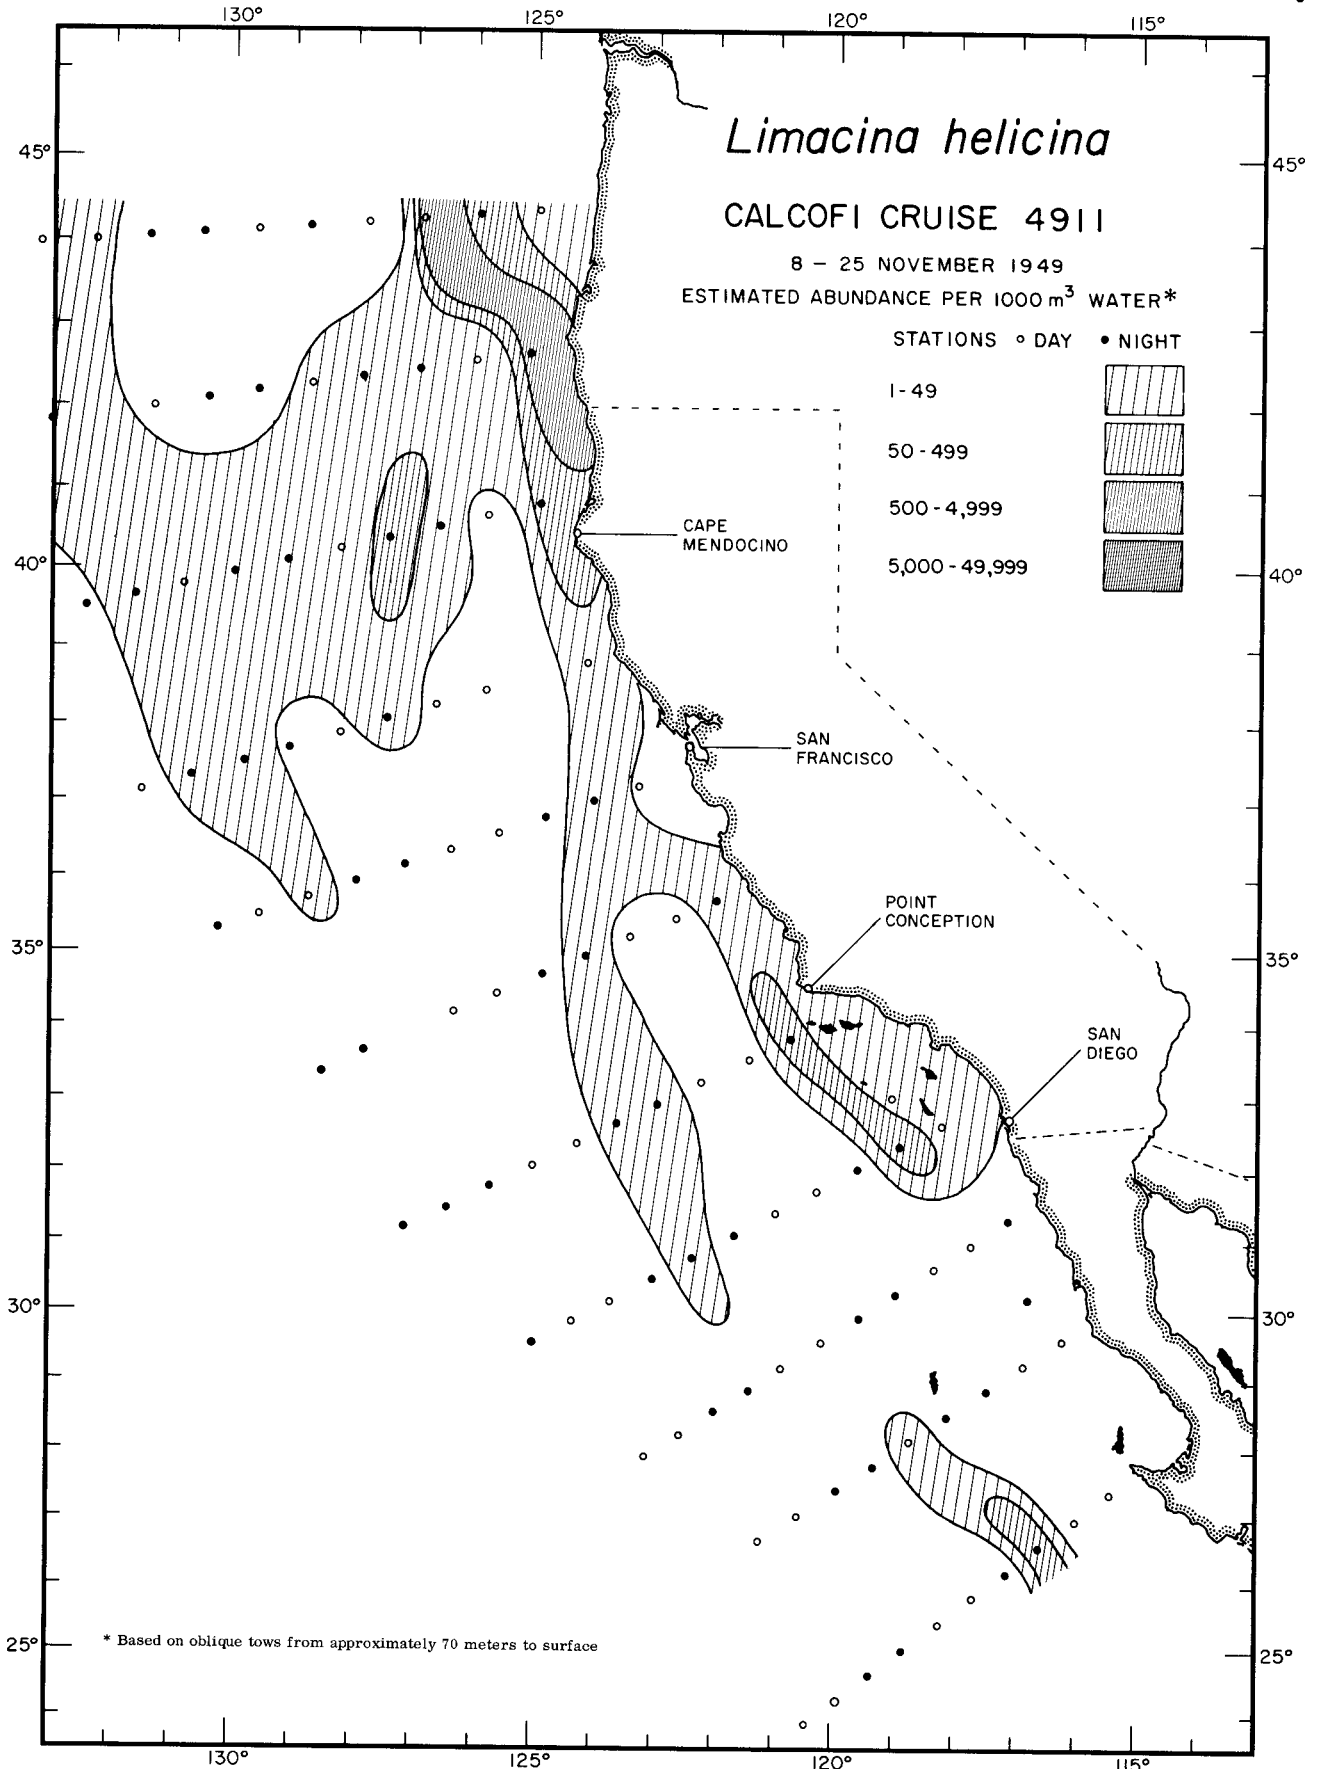 130° 125° 120° 115°
Limacina helicina
45° 45°
CALCOFI CRUISE 4911
8 – 25 NOVEMBER 1949
ESTIMATED ABUNDANCE PER 1000 m³ WATER*
STATIONS ○ DAY ● NIGHT
1-49
50-499
500-4,999
5,000-49,999
CAPE
MENDOCINO
40° 40°
SAN
FRANCISCO
POINT
CONCEPTION
35° 35°
SAN
DIEGO
30° 30°
* Based on oblique tows from approximately 70 meters to surface
25° 25°
130° 125° 120° 115°